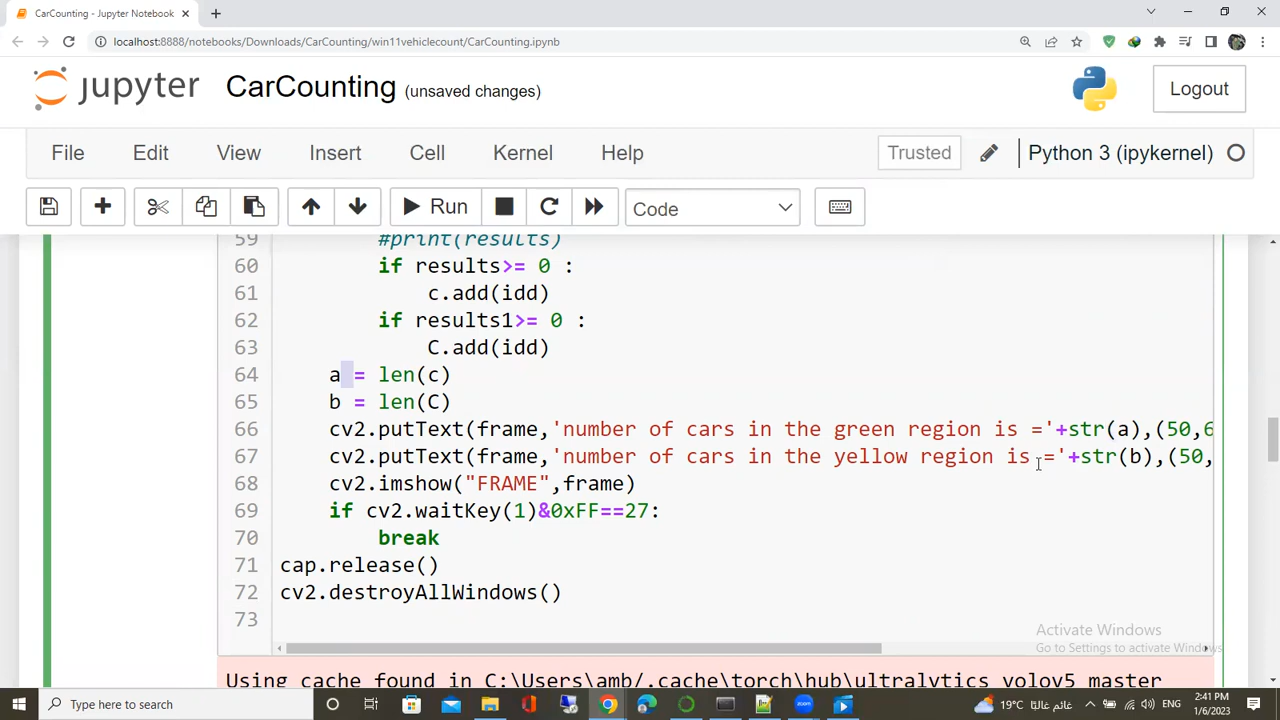 CarCounting - Jupyter Notebook
localhost:8888/notebooks/Downloads/CarCounting/win11vehiclecount/CarCounting.ipynb
jupyter CarCounting (unsaved changes)
Logout
File Edit View Insert Cell Kernel Help Trusted Python 3 (ipykernel)
Run Code
59 #print(results)
60 if results>= 0 :
61 c.add(idd)
62 if results1>= 0 :
63 C.add(idd)
64 a = len(c)
65 b = len(C)
66 cv2.putText(frame,'number of cars in the green region is ='+str(a),(50,6
67 cv2.putText(frame,'number of cars in the yellow region is ='+str(b),(50,
68 cv2.imshow("FRAME",frame)
69 if cv2.waitKey(1)&0xFF==27:
70 break
71 cap.release()
72 cv2.destroyAllWindows()
73
Activate Windows
Go to Settings to activate Windows
Using cache found in C:\Users\amb/.cache\torch\hub\ultralytics_yolov5_master
Type here to search
zoom
19°C غائم غالبًا
ENG
2:41 PM
1/6/2023